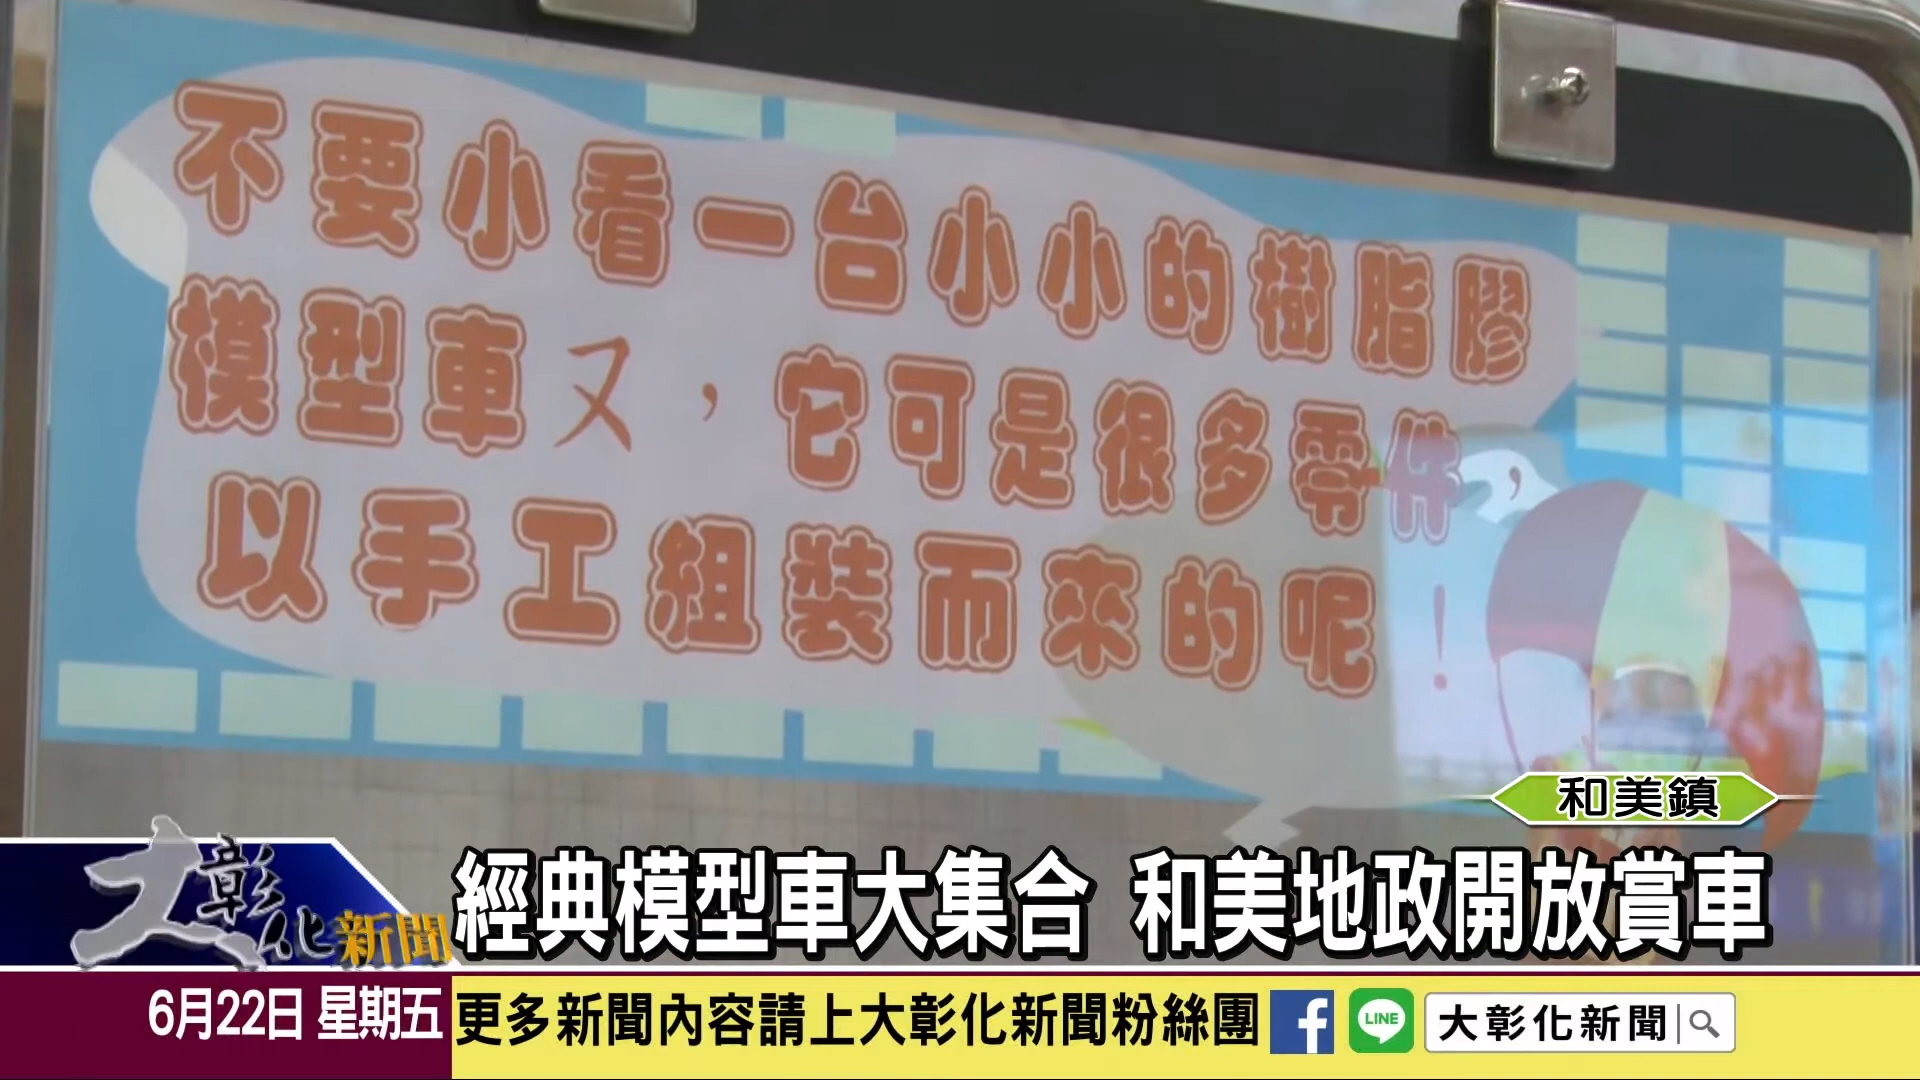 不要小看一台小小的樹脂膠
模型車ㄡ，它可是很多零件，
以手工組裝而來的呢！
和美鎮
大彰化新聞
經典模型車大集合 和美地政開放賞車
6月22日 星期五
更多新聞內容請上大彰化新聞粉絲團
f
LINE
大彰化新聞